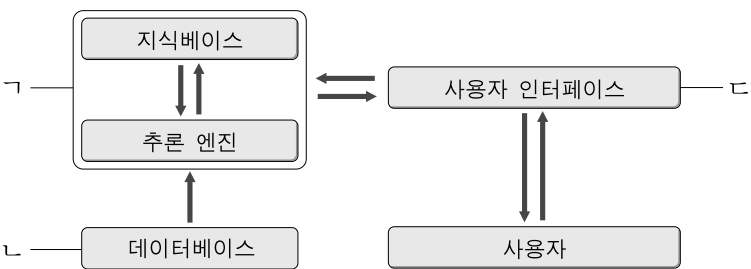 지식베이스
ㄱ
사용자 인터페이스
ㄷ
추론 엔진
ㄴ
데이터베이스
사용자